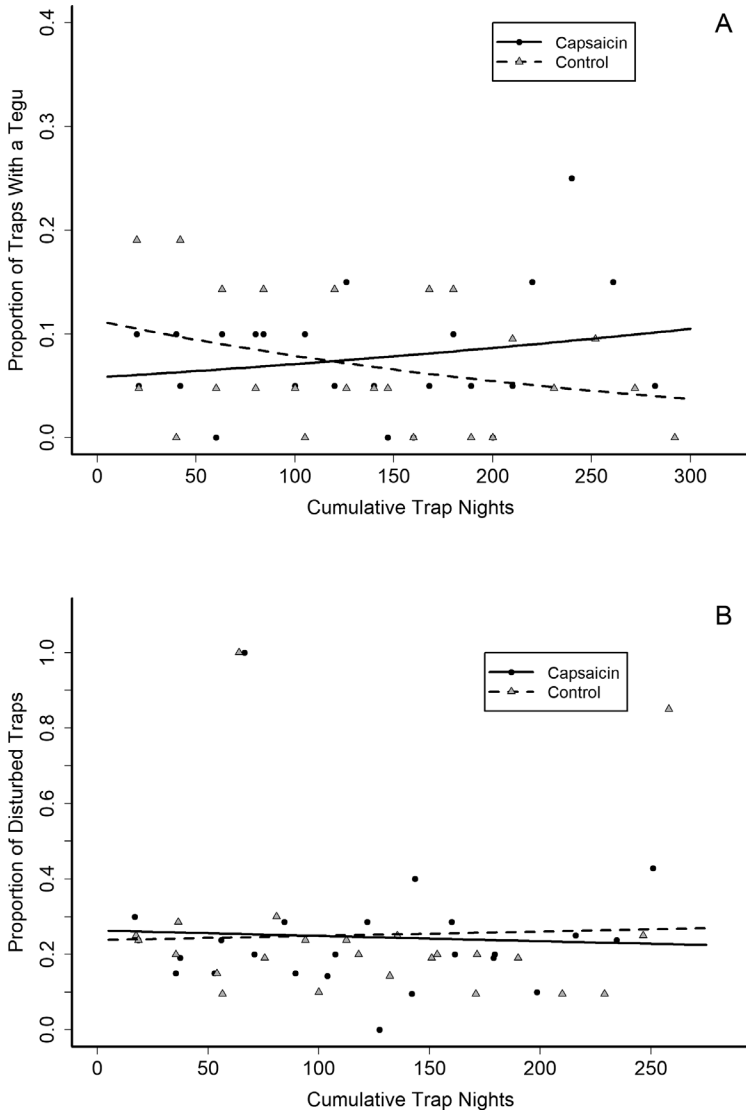 A
Capsaicin
Control
Proportion of Traps With a Tegu
0.4
0.3
0.2
0.1
0.0
0 50 100 150 200 250 300
Cumulative Trap Nights
B
Capsaicin
Control
Proportion of Disturbed Traps
1.0
0.8
0.6
0.4
0.2
0.0
0 50 100 150 200 250
Cumulative Trap Nights